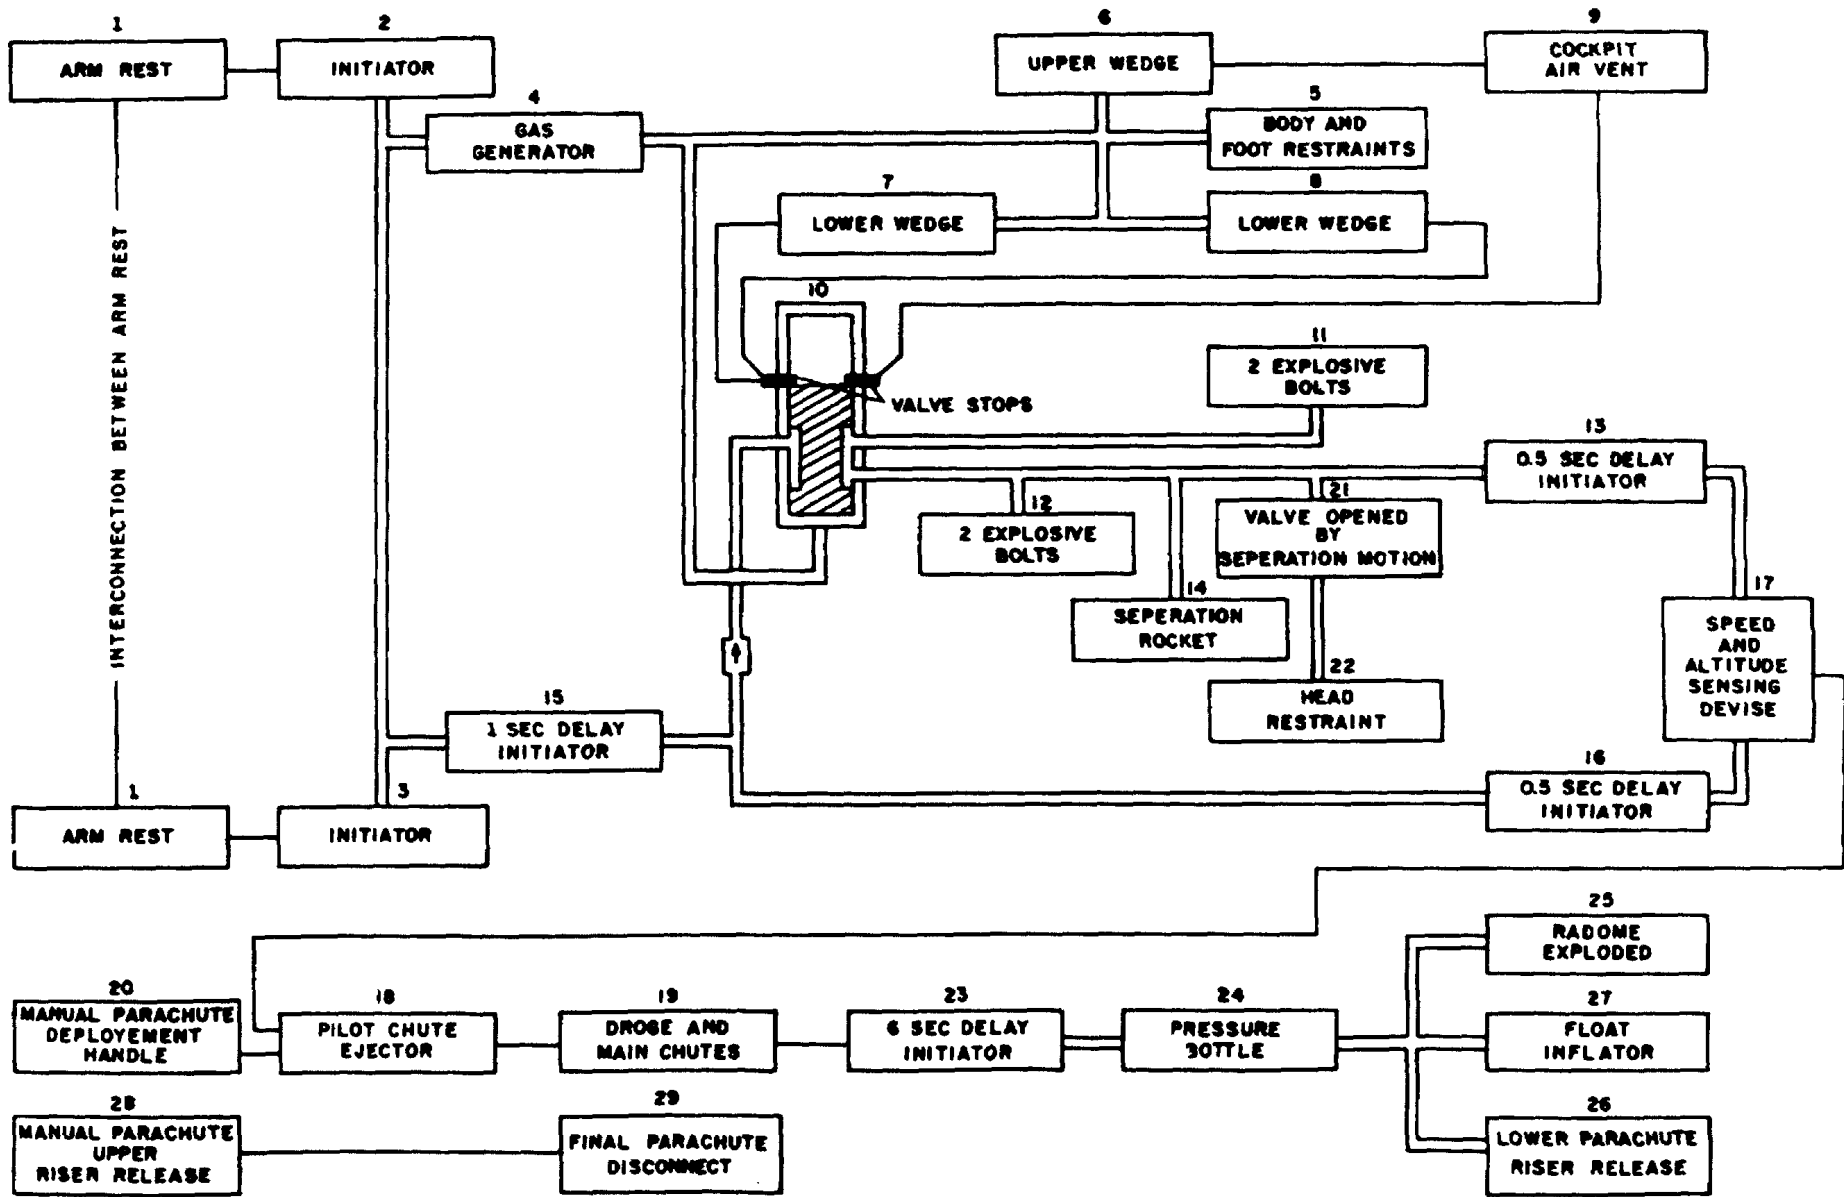 1
ARM REST
2
INITIATOR
6
UPPER WEDGE
9
COCKPIT
AIR VENT
4
GAS
GENERATOR
5
BODY AND
FOOT RESTRAINTS
7
LOWER WEDGE
8
LOWER WEDGE
INTERCONNECTION BETWEEN ARM REST
10
VALVE STOPS
11
2 EXPLOSIVE
BOLTS
13
0.5 SEC DELAY
INITIATOR
12
2 EXPLOSIVE
BOLTS
21
VALVE OPENED
BY
SEPERATION MOTION
14
SEPERATION
ROCKET
17
SPEED
AND
ALTITUDE
SENSING
DEVISE
22
HEAD
RESTRAINT
15
1 SEC DELAY
INITIATOR
16
0.5 SEC DELAY
INITIATOR
1
ARM REST
3
INITIATOR
25
RADOME
EXPLODED
20
MANUAL PARACHUTE
DEPLOYEMENT
HANDLE
18
PILOT CHUTE
EJECTOR
19
DROGE AND
MAIN CHUTES
23
6 SEC DELAY
INITIATOR
24
PRESSURE
BOTTLE
27
FLOAT
INFLATOR
28
MANUAL PARACHUTE
UPPER
RISER RELEASE
29
FINAL PARACHUTE
DISCONNECT
26
LOWER PARACHUTE
RISER RELEASE